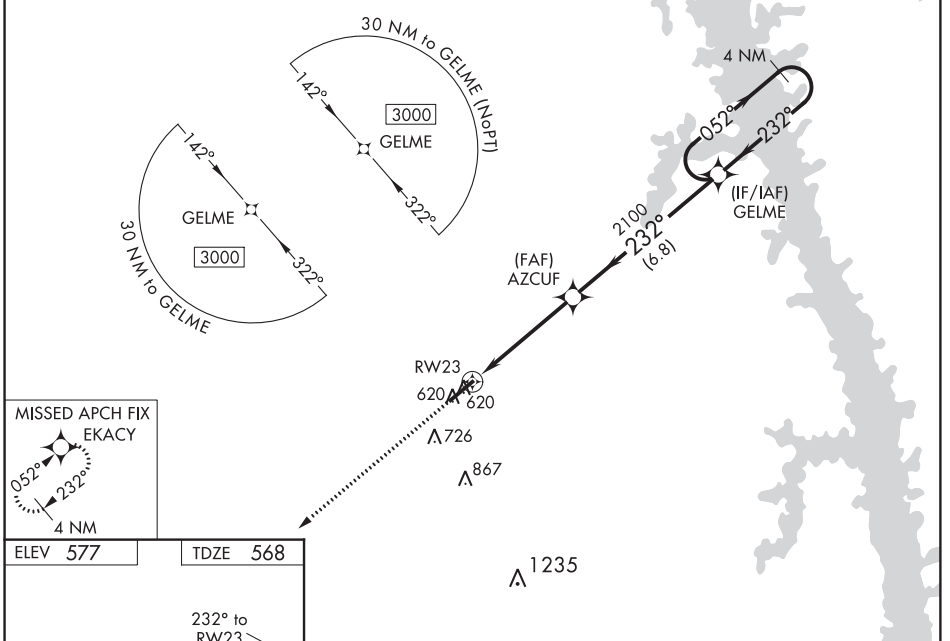 30 NM to GELME (NoPT)
142°
3000
GELME
322°
142°
GELME
3000
322°
30 NM to GELME
4 NM
052°
232°
(IF/IAF)
GELME
2100
232°
(6.8)
(FAF)
AZCUF
RW23
620
620
726
867
1235
MISSED APCH FIX
EKACY
052°
232°
4 NM
ELEV 577
TDZE 568
232° to
RW23